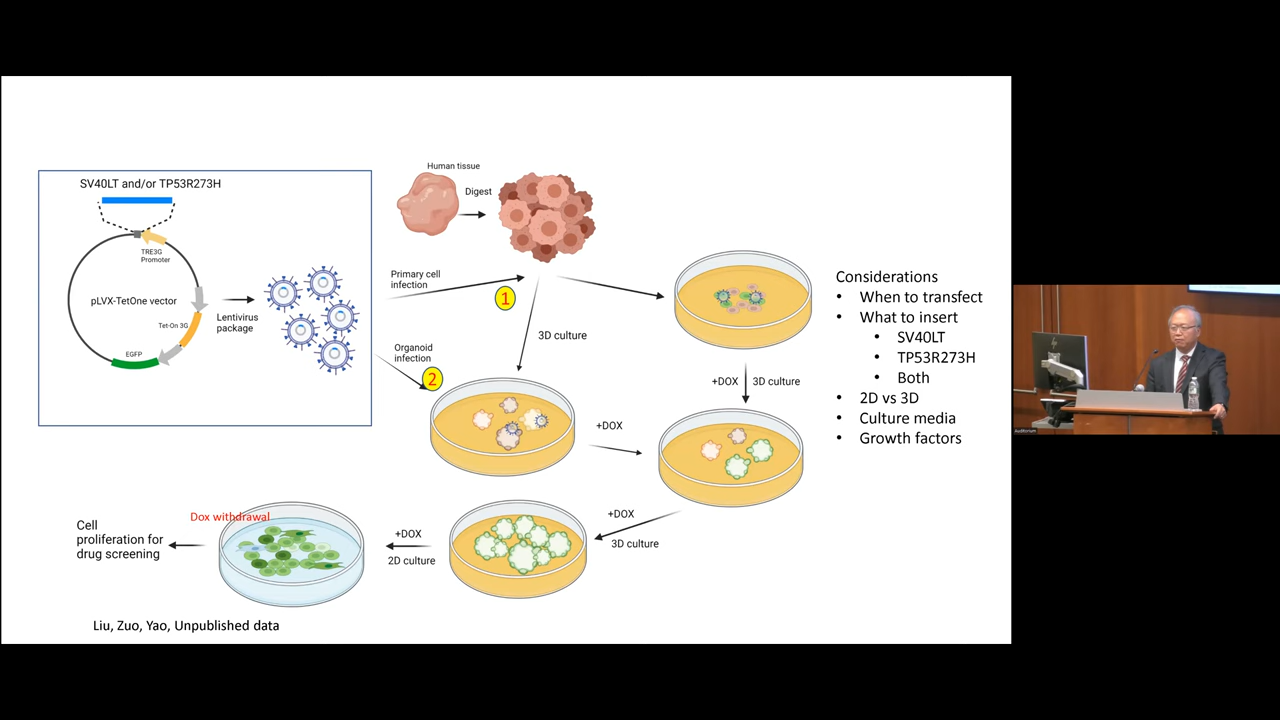 SV40LT and/or TP53R273H
TRE3G
Promoter
pLVX-TetOne vector
Tet-On 3G
EGFP
Lentivirus
package
Human tissue
Digest
Primary cell
infection
1
3D culture
Organoid
infection
2
+DOX
3D culture
+DOX
+DOX
3D culture
+DOX
2D culture
Dox withdrawal
Cell
proliferation for
drug screening
Liu, Zuo, Yao, Unpublished data
Considerations
• When to transfect
• What to insert
• SV40LT
• TP53R273H
• Both
• 2D vs 3D
• Culture media
• Growth factors
Auditorium